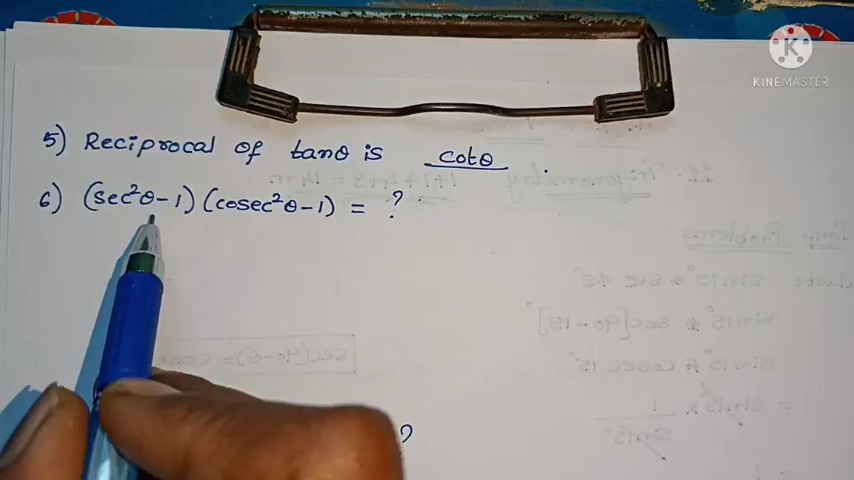 KINEMASTER
5) Reciprocal of tanθ is cotθ .
6) (sec²θ-1) (cosec²θ-1) = ?
?